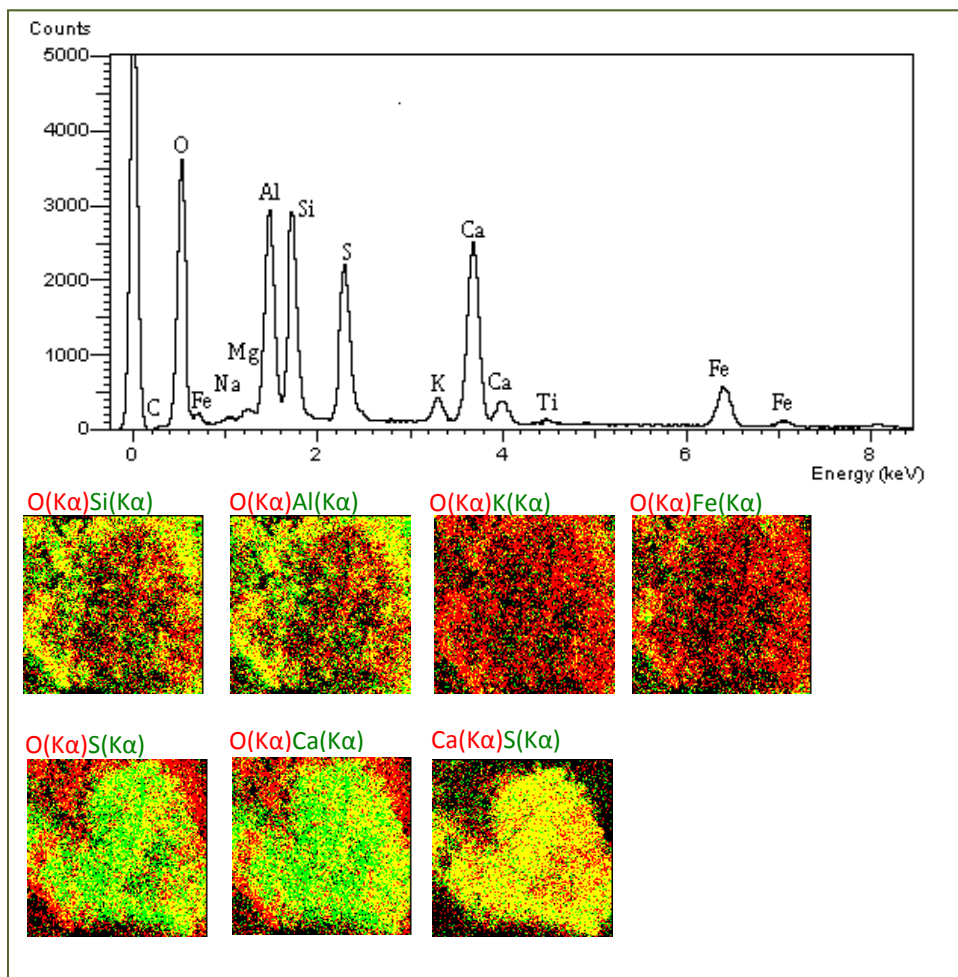 Counts
5000
4000
3000
2000
1000
0
O
Al
Si
S
Ca
Mg
Na
C
Fe
K
Ca
Ti
Fe
Fe
0
2
4
6
8
Energy (keV)
O(Kα)Si(Kα)
O(Kα)Al(Kα)
O(Kα)K(Kα)
O(Kα)Fe(Kα)
O(Kα)S(Kα)
O(Kα)Ca(Kα)
Ca(Kα)S(Kα)